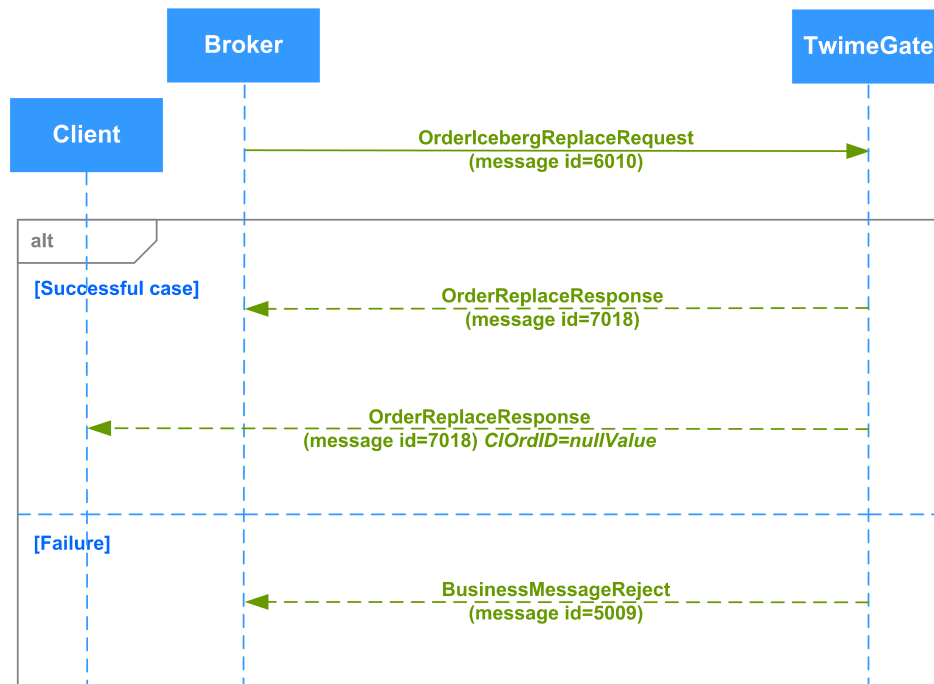 Broker
TwimeGate
Client
OrderIcebergReplaceRequest
(message id=6010)
alt
[Successful case]
OrderReplaceResponse
(message id=7018)
OrderReplaceResponse
(message id=7018) ClOrdID=nullValue
[Failure]
BusinessMessageReject
(message id=5009)